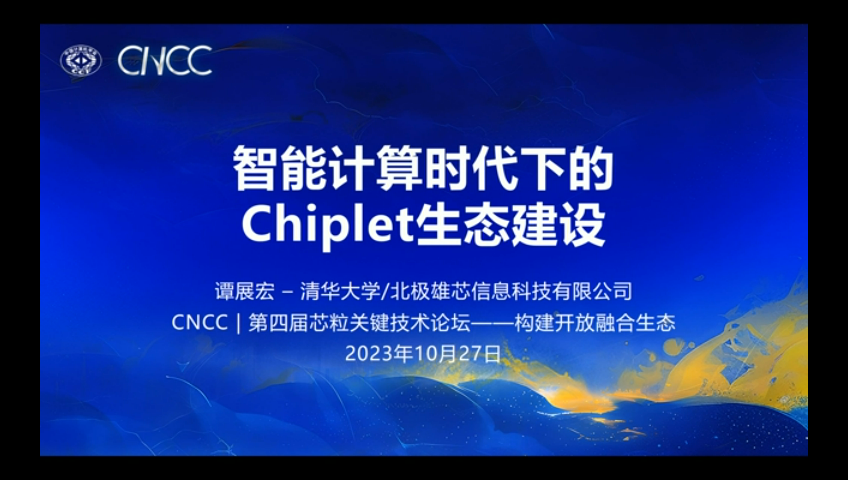 CNCC
智能计算时代下的
Chiplet生态建设
谭展宏 – 清华大学/北极雄芯信息科技有限公司
CNCC | 第四届芯粒关键技术论坛——构建开放融合生态
2023年10月27日